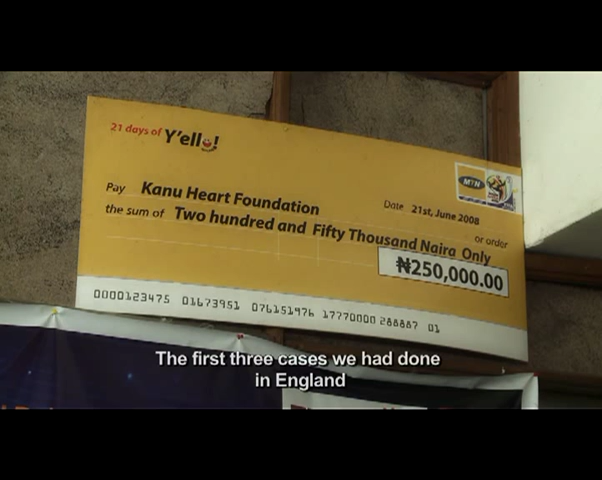 21 days of Y'ello!
MTN
Pay Kanu Heart Foundation
Date 21st, June 2008
the sum of Two hundred and Fifty Thousand Naira Only
or order
₦250,000.00
0000123475 01673951 076151976 17770000 288887 01
The first three cases we had done
in England